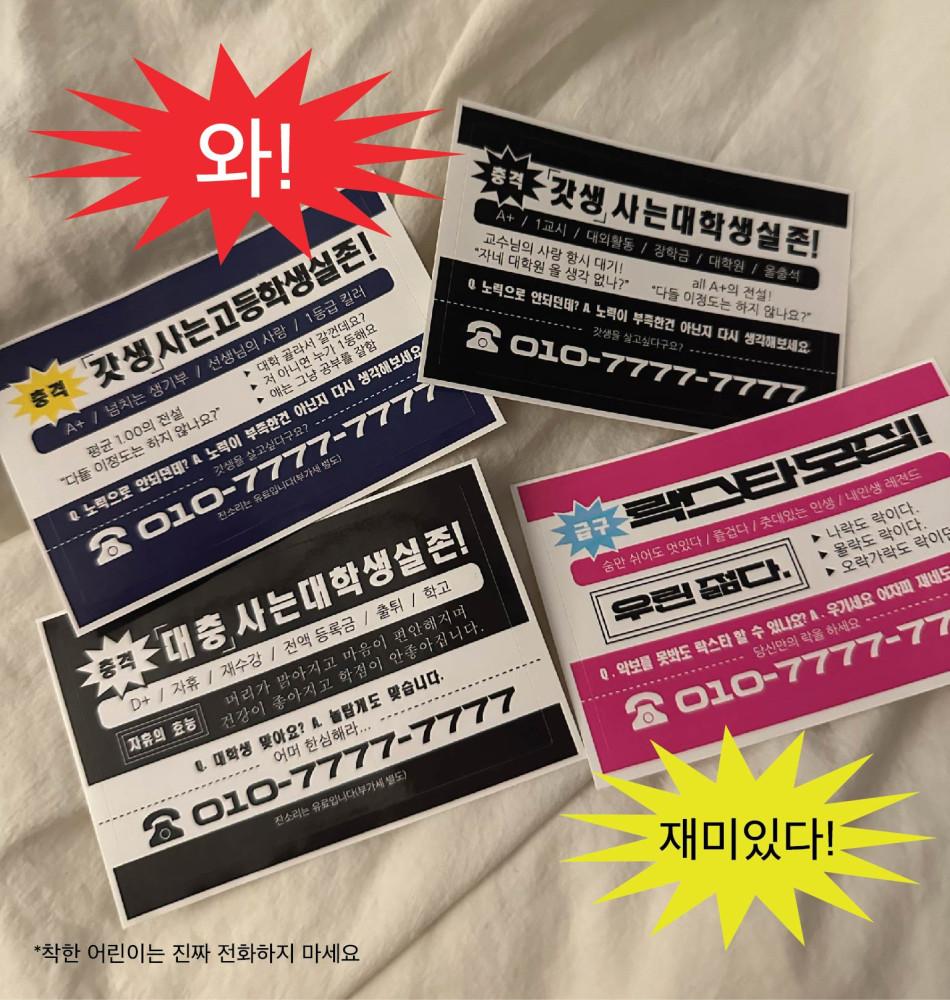 와!
충격
「갓생」사는대학생실존!
A+ / 1교시 / 대외활동 / 장학금 / 대학원 / 올출석
교수님의 사랑 항시 대기!
"자네 대학원 올 생각 없나?"
all A+의 전설!
"다들 이정도는 하지 않나요?"
Q. 노력으로 안되던데? A. 노력이 부족한건 아닌지 다시 생각해보세요.
갓생을 살고싶다구요?
010-7777-7777
충격
「갓생」사는고등학생실존!
A+ / 넘치는 생기부 / 선생님의 사랑 / 1등급 킬러
평균 1.00의 전설
"다들 이정도는 하지 않나요?"
▶ 대학 골라서 갈건데요?
▶ 저 아니면 누가 1등해요
▶ 얘는 그냥 공부를 잘함
Q. 노력으로 안되던데? A. 노력이 부족한건 아닌지 다시 생각해보세요.
갓생을 살고싶다구요?
010-7777-7777
잔소리는 유료입니다(부가세 별도)
급구
락스타모집!
숨만 쉬어도 멋있다 / 즐겁다 / 줏대있는 인생 / 내인생 레전드
우린 젊다.
▶ 나락도 락이다.
▶ 몰락도 락이다.
▶ 오락가락도 락이
Q. 악보를 못봐도 락스타 할 수 있나요? A. 우기세요 어차피 쟤네도
당신만의 락을 하세요
010-7777-77
충격
「대충」사는대학생실존!
D+ / 자휴 / 재수강 / 전액 등록금 / 출튀 / 학고
자휴의 효능
머리가 맑아지고 마음이 편안해지며
건강이 좋아지고 학점이 안좋아집니다.
Q. 대학생 맞아요? A. 놀랍게도 맞습니다.
어머 한심해라...
010-7777-7777
잔소리는 유료입니다(부가세 별도)
재미있다!
*착한 어린이는 진짜 전화하지 마세요